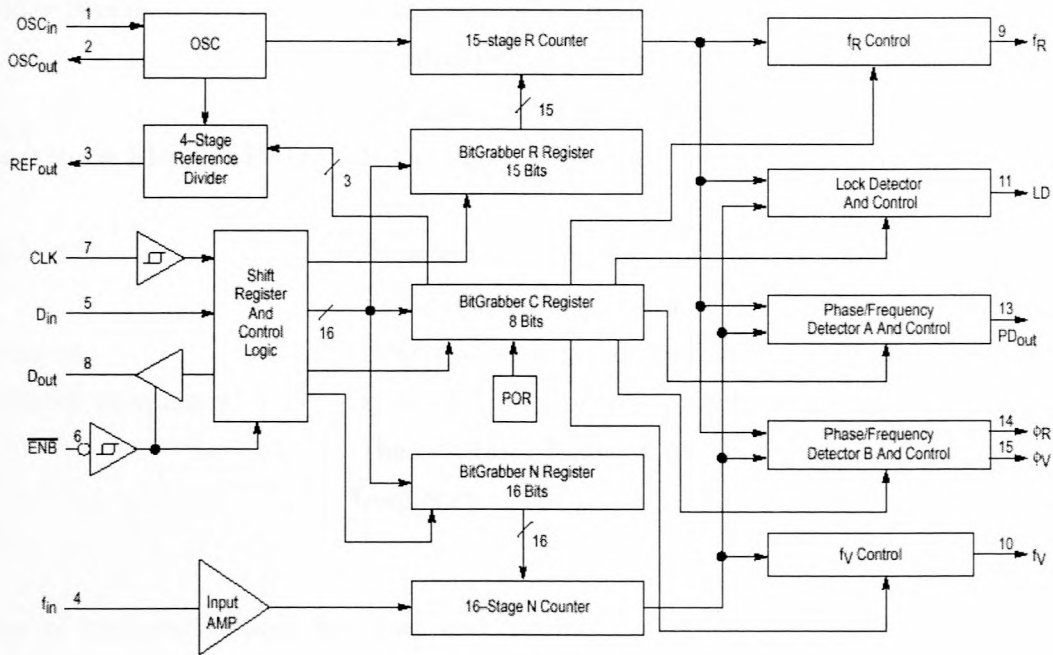 OSCin
1
OSCout
2
OSC
15–stage R Counter
fR Control
9
fR
15
REFout
3
4–Stage
Reference
Divider
3
BitGrabber R Register
15 Bits
Lock Detector
And Control
11
LD
CLK
7
Din
5
Dout
8
ENB
6
Shift
Register
And
Control
Logic
16
BitGrabber C Register
8 Bits
POR
Phase/Frequency
Detector A And Control
13
PDout
Phase/Frequency
Detector B And Control
14
ϕR
15
ϕV
BitGrabber N Register
16 Bits
16
fin
4
Input
AMP
16–Stage N Counter
fV Control
10
fV